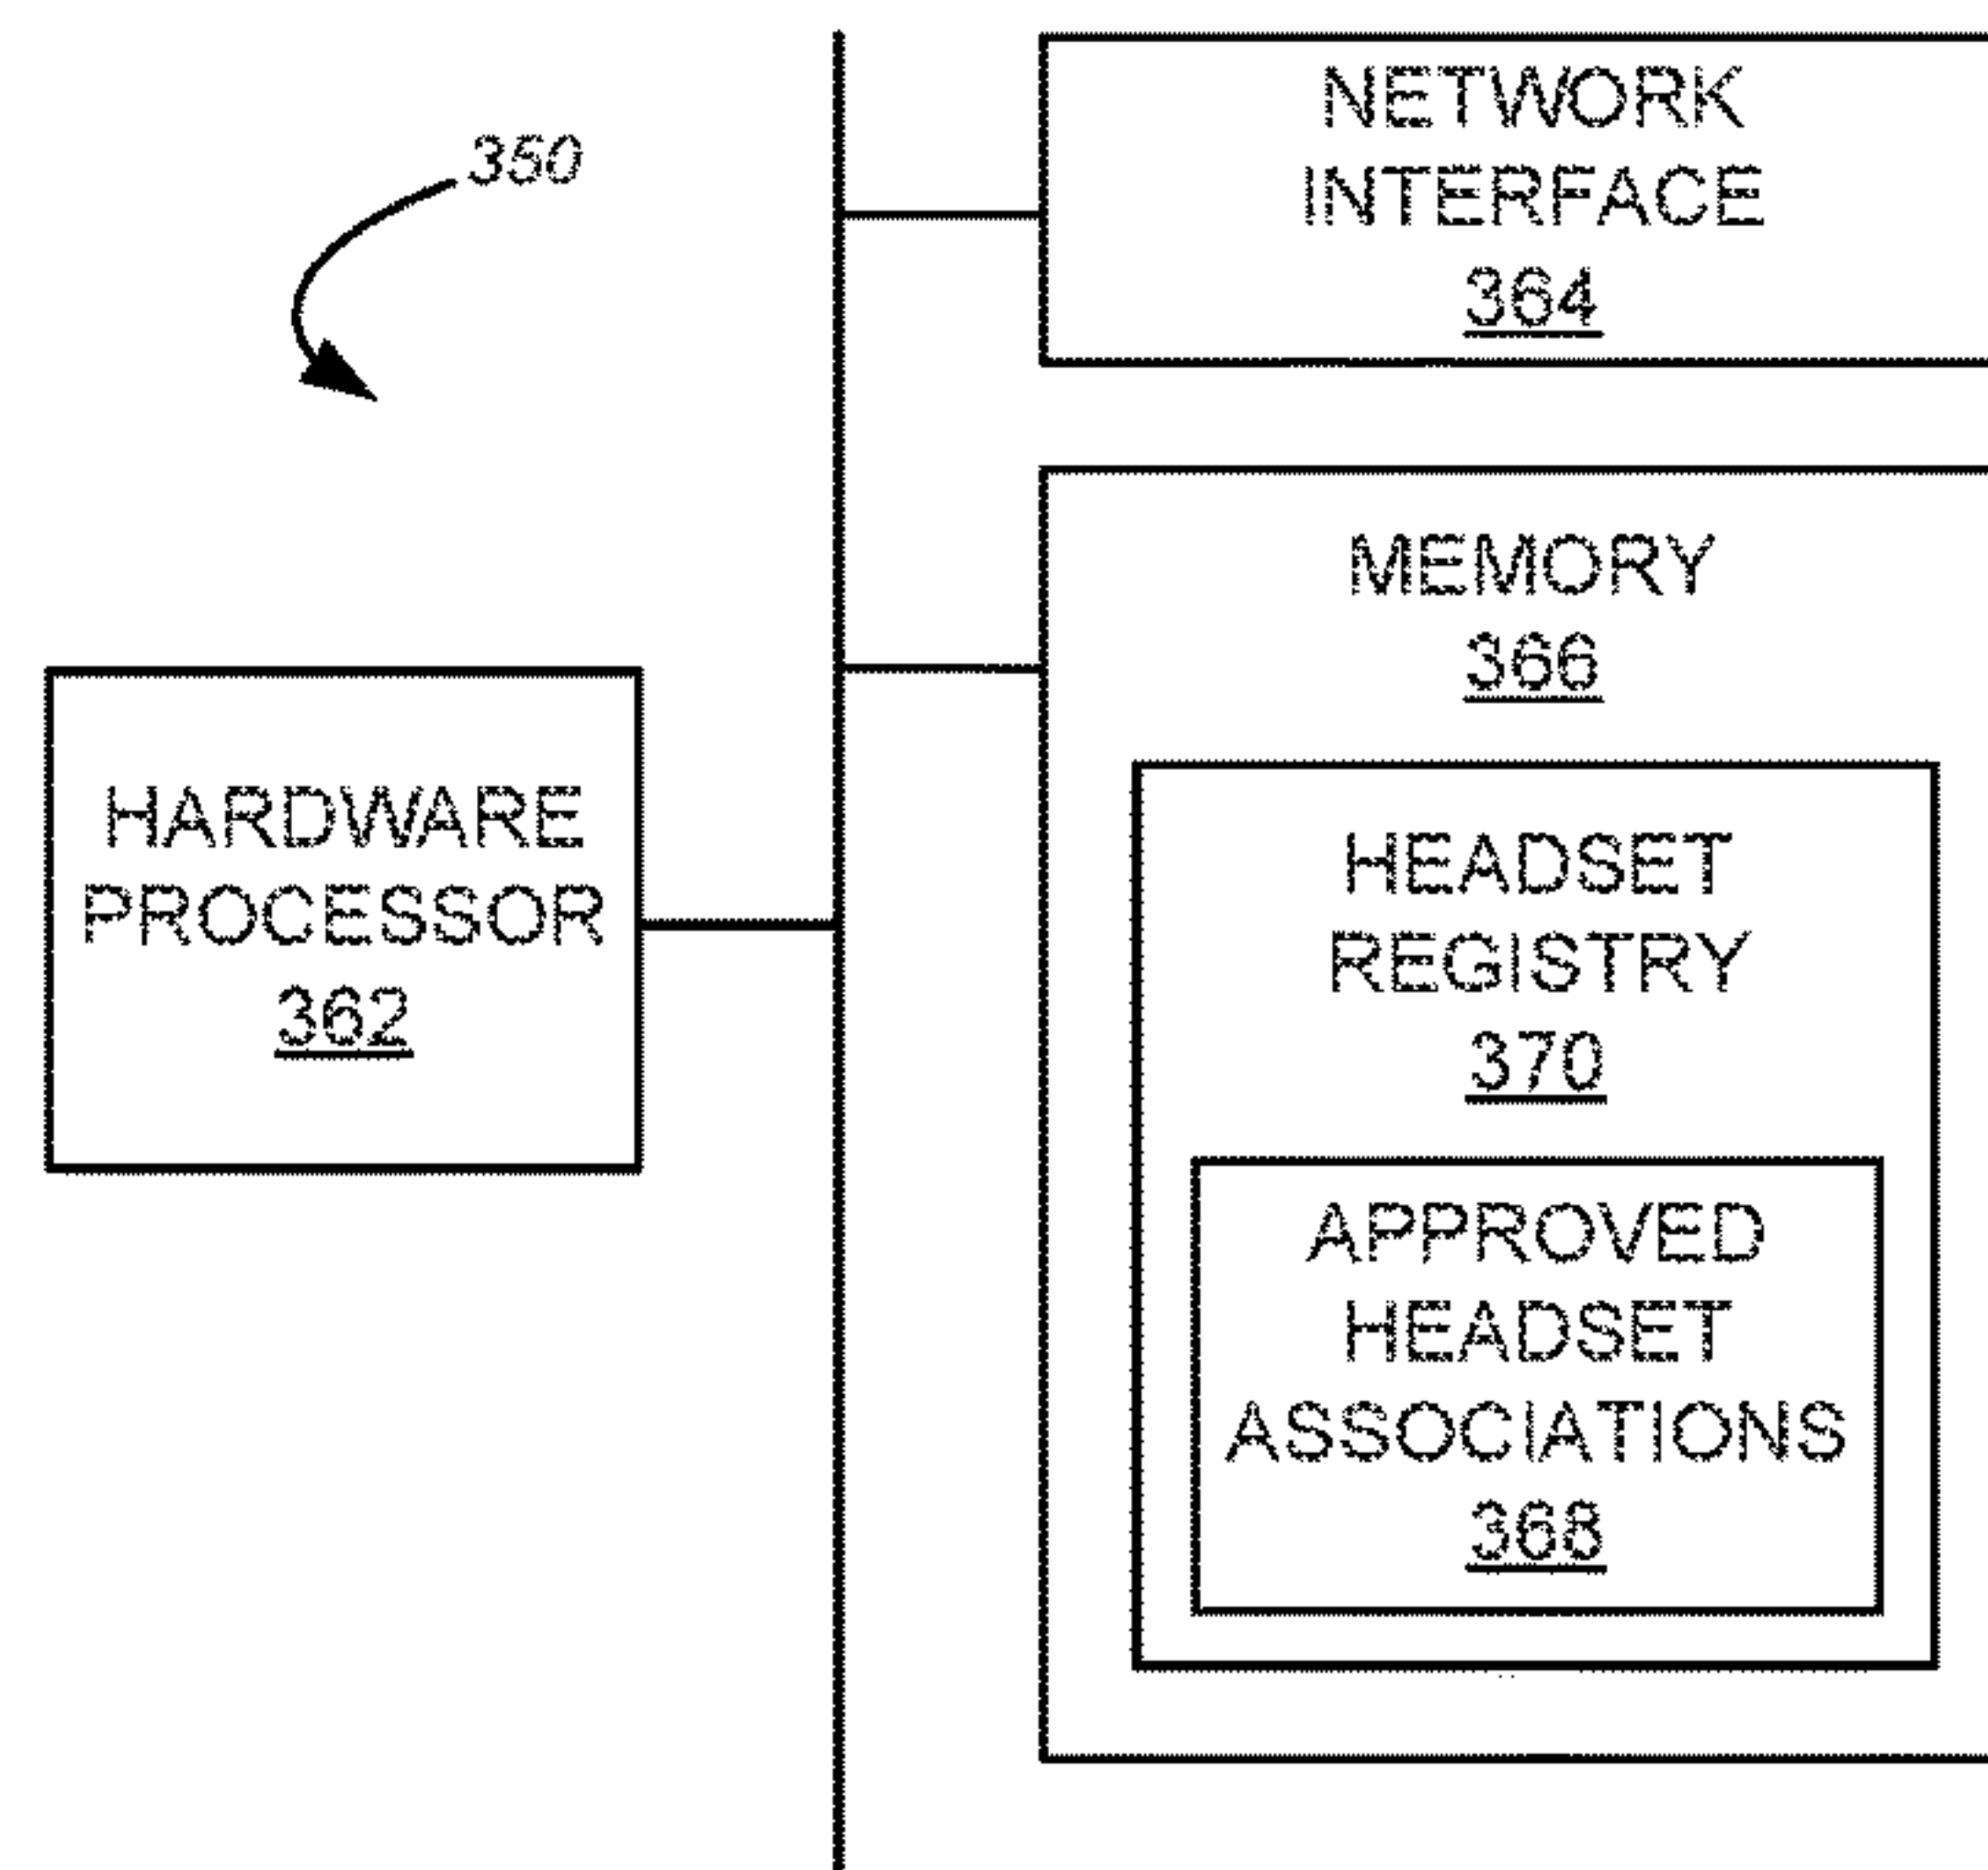 350
NETWORK
INTERFACE
364
MEMORY
366
HARDWARE
PROCESSOR
362
HEADSET
REGISTRY
370
APPROVED
HEADSET
ASSOCIATIONS
368